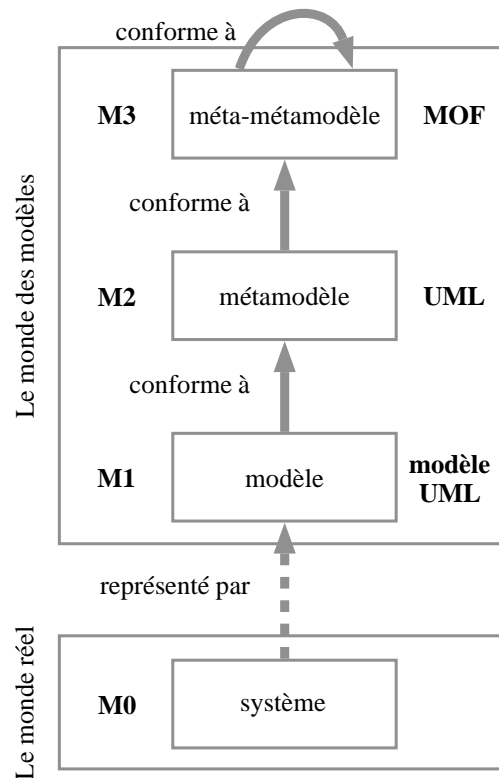 conforme à
M3 méta-métamodèle MOF
conforme à
M2 métamodèle UML
conforme à
M1 modèle modèle
UML
Le monde des modèles
représenté par
M0 système
Le monde réel